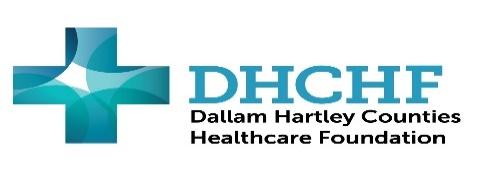 DHCHF
Dallam Hartley Counties
Healthcare Foundation